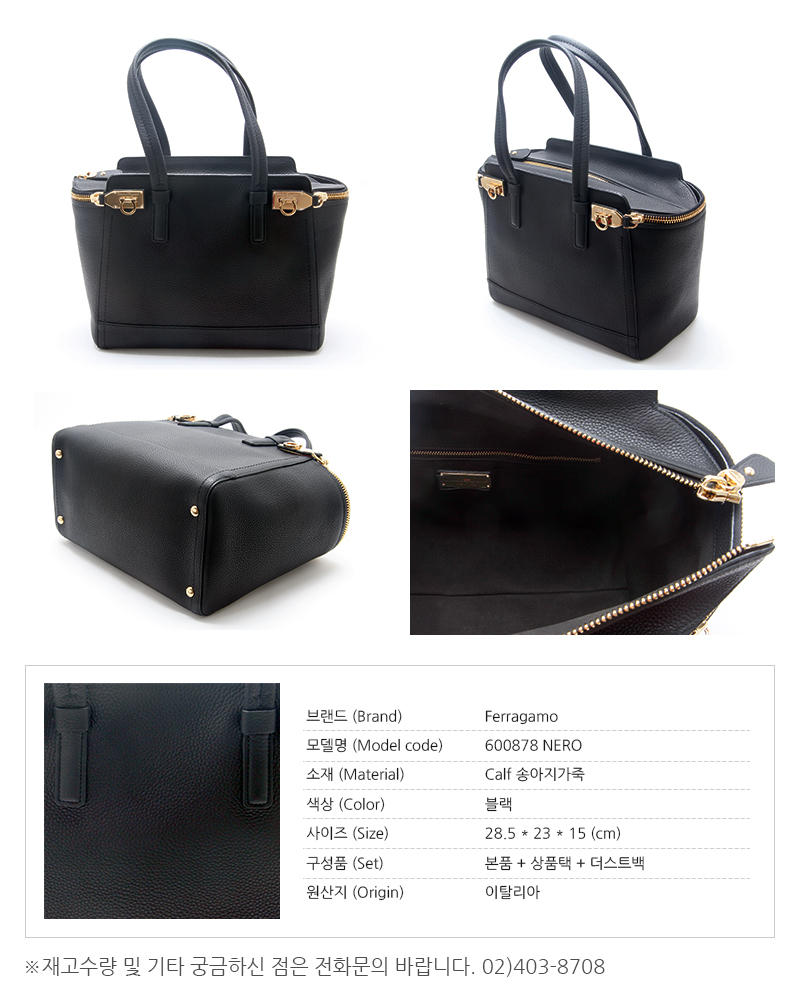 브랜드 (Brand) Ferragamo
모델명 (Model code) 600878 NERO
소재 (Material) Calf 송아지가죽
색상 (Color) 블랙
사이즈 (Size) 28.5 * 23 * 15 (cm)
구성품 (Set) 본품 + 상품택 + 더스트백
원산지 (Origin) 이탈리아
※재고수량 및 기타 궁금하신 점은 전화문의 바랍니다. 02)403-8708